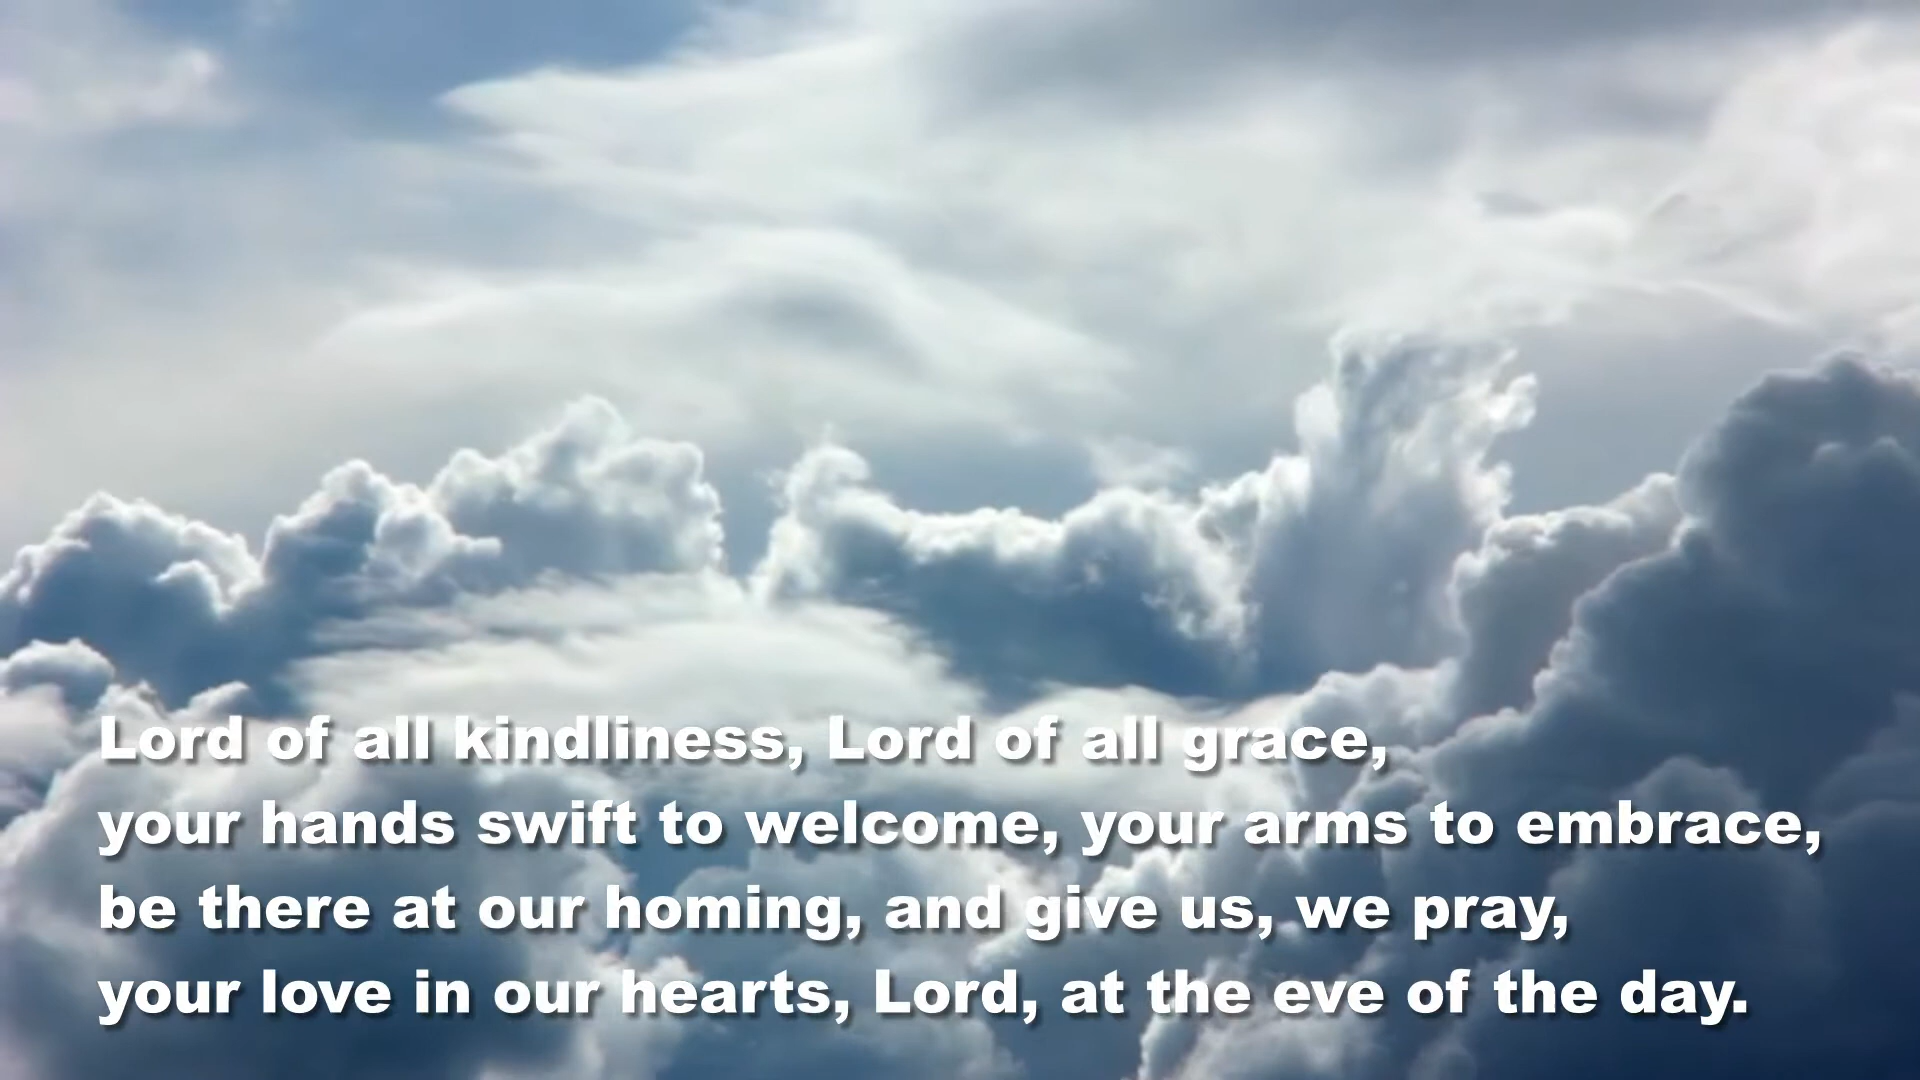 Lord of all kindliness, Lord of all grace,
your hands swift to welcome, your arms to embrace,
be there at our homing, and give us, we pray,
your love in our hearts, Lord, at the eve of the day.